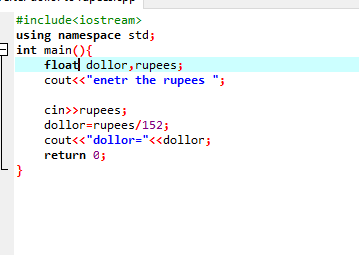 #include<iostream>
using namespace std;
int main(){
float dollor,rupees;
cout<<"enetr the rupees ";
cin>>rupees;
dollor=rupees/152;
cout<<"dollor="<<dollor;
return 0;
}